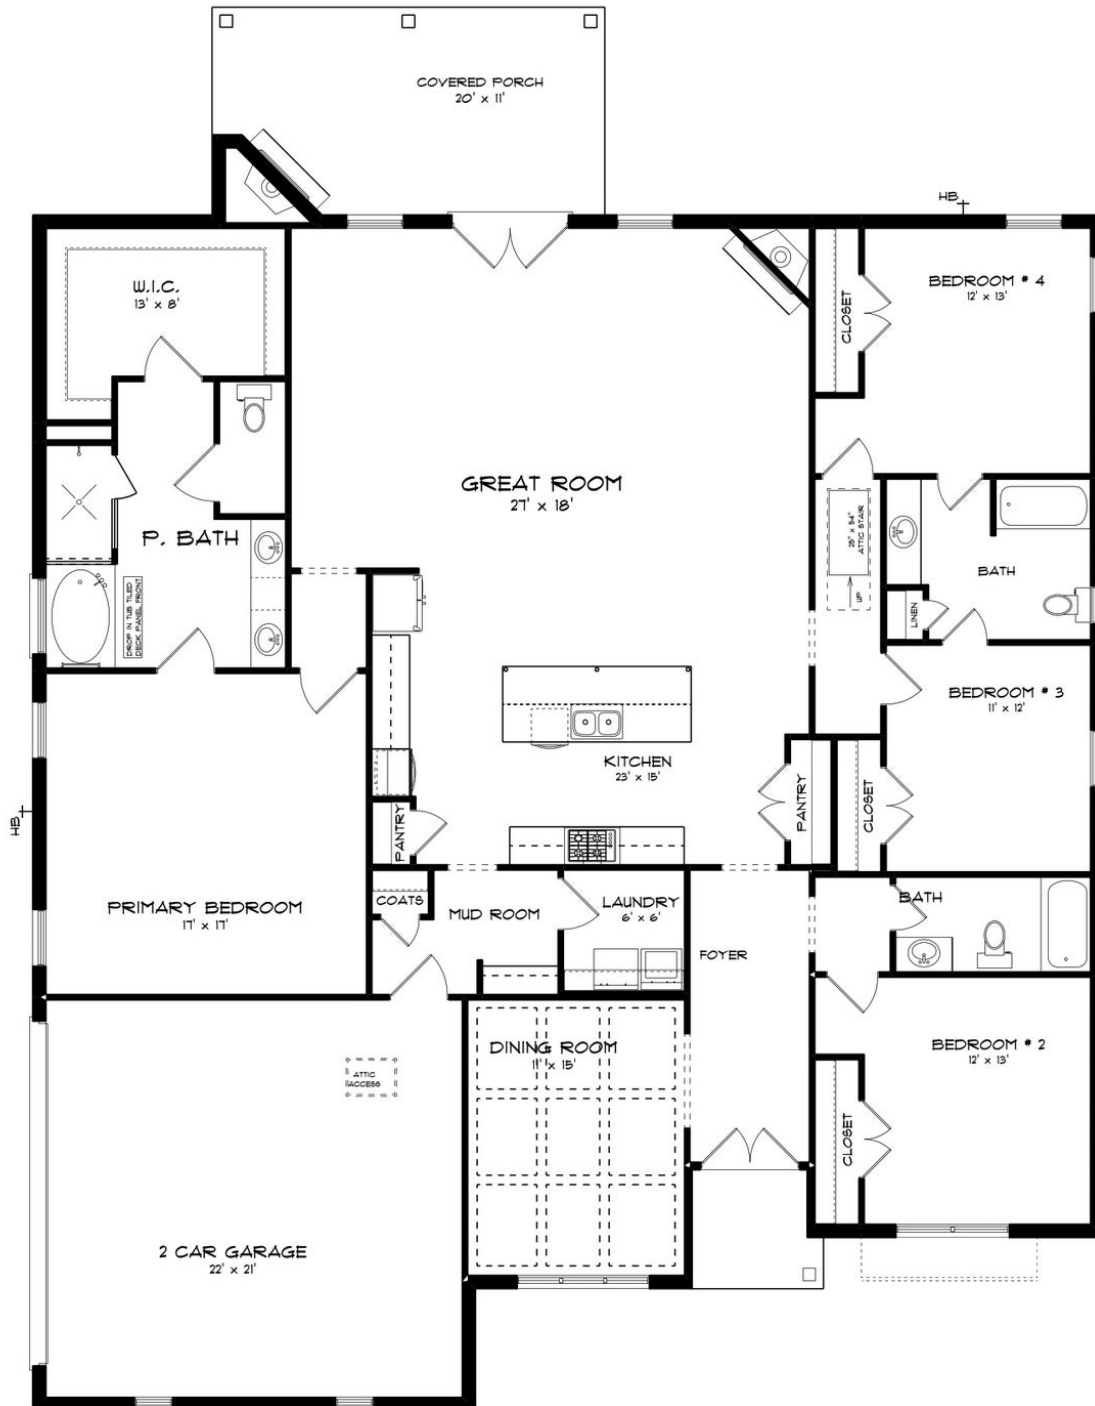 COVERED PORCH
20' x 11'
HB
W.I.C.
13' x 8'
BEDROOM # 4
12' x 13'
CLOSET
GREAT ROOM
27' x 18'
P. BATH
DROP IN TUB TILED
DECK, PANEL FRONT
25" x 54"
ATTIC STAIR
UP
BATH
LINEN
BEDROOM # 3
11' x 12'
KITCHEN
23' x 15'
PANTRY
CLOSET
PANTRY
HB
COATS
PRIMARY BEDROOM
17' x 17'
MUD ROOM
LAUNDRY
6' x 6'
FOYER
BATH
DINING ROOM
11' x 15'
BEDROOM # 2
12' x 13'
ATTIC
ACCESS
CLOSET
2 CAR GARAGE
22' x 21'